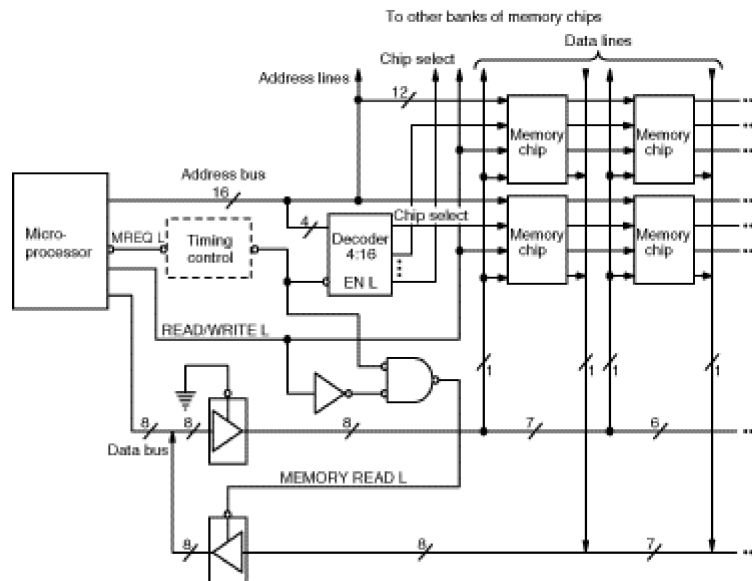 To other banks of memory chips
Data lines
Chip select
Address lines
12
Memory chip
Memory chip
Address bus
16
Micro-
processor
MREQ L
Timing control
4
Chip select
Decoder
4:16
EN L
Memory chip
Memory chip
READ/WRITE L
1
1
1
1
8
8
8
7
6
Data bus
MEMORY READ L
8
8
7